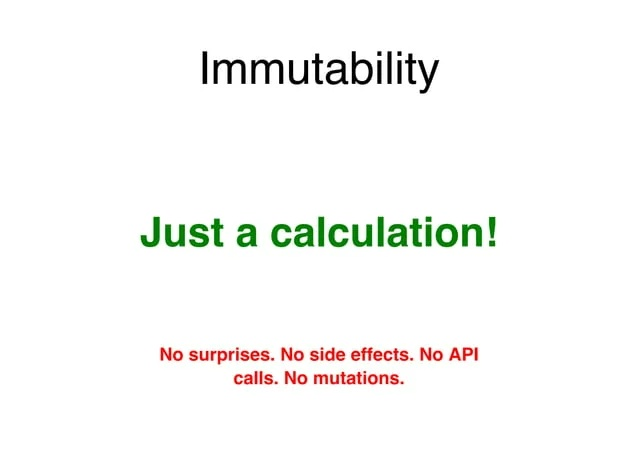 Immutability
Just a calculation!
No surprises. No side effects. No API
calls. No mutations.